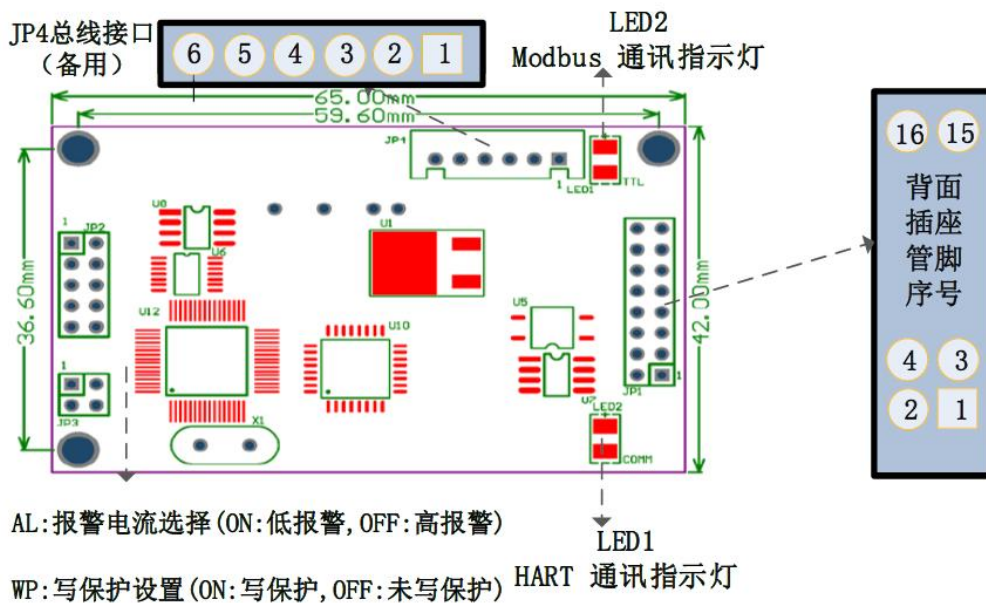 JP4总线接口
（备用）
6 5 4 3 2 1
LED2
Modbus 通讯指示灯
65.00mm
59.60mm
JP4
1
LED1
TTL
16 15
背面
插座
管脚
序号
4 3
2 1
36.60mm
42.00mm
1
JP2
U8
U6
U1
U12
U10
U5
U7
JP1
1
1
JP3
X1
LED2
COMM
AL:报警电流选择(ON:低报警,OFF:高报警)
LED1
HART 通讯指示灯
WP:写保护设置(ON:写保护,OFF:未写保护)